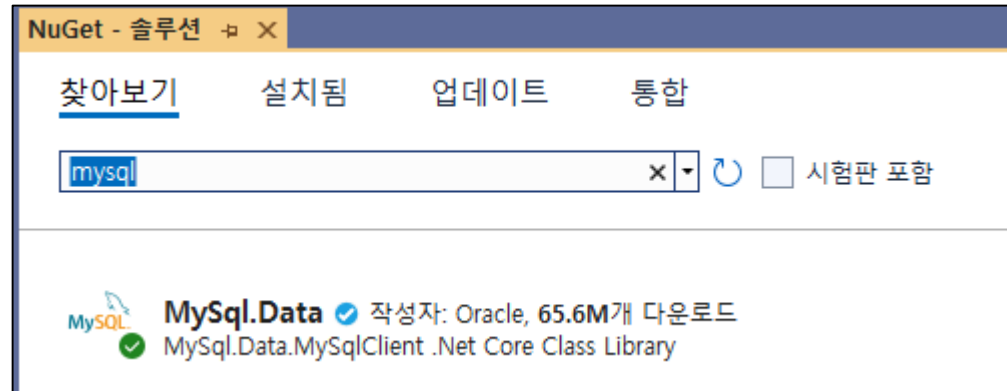 NuGet - 솔루션
찾아보기 설치됨 업데이트 통합
mysql 시험판 포함
MySQL
MySql.Data 작성자: Oracle, 65.6M개 다운로드
MySql.Data.MySqlClient .Net Core Class Library